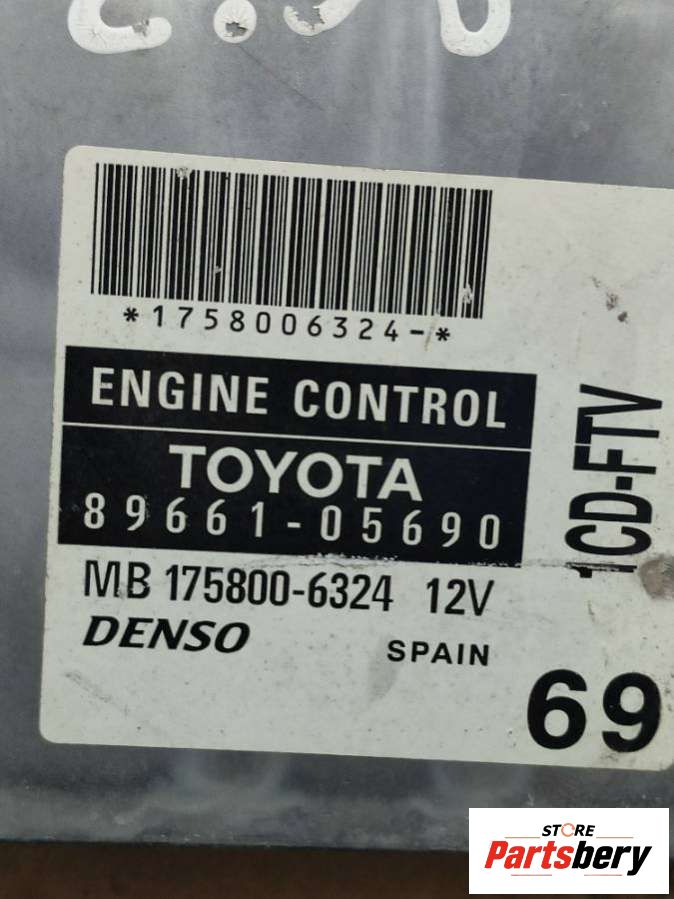 *1758006324-*
ENGINE CONTROL
TOYOTA
89661-05690
MB 175800-6324 12V
DENSO SPAIN
1CD-FTV
69
STORE
Partsbery